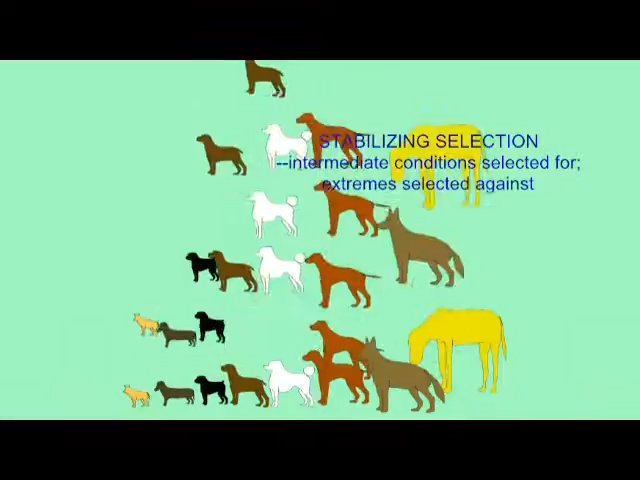 STABILIZING SELECTION
--intermediate conditions selected for;
extremes selected against